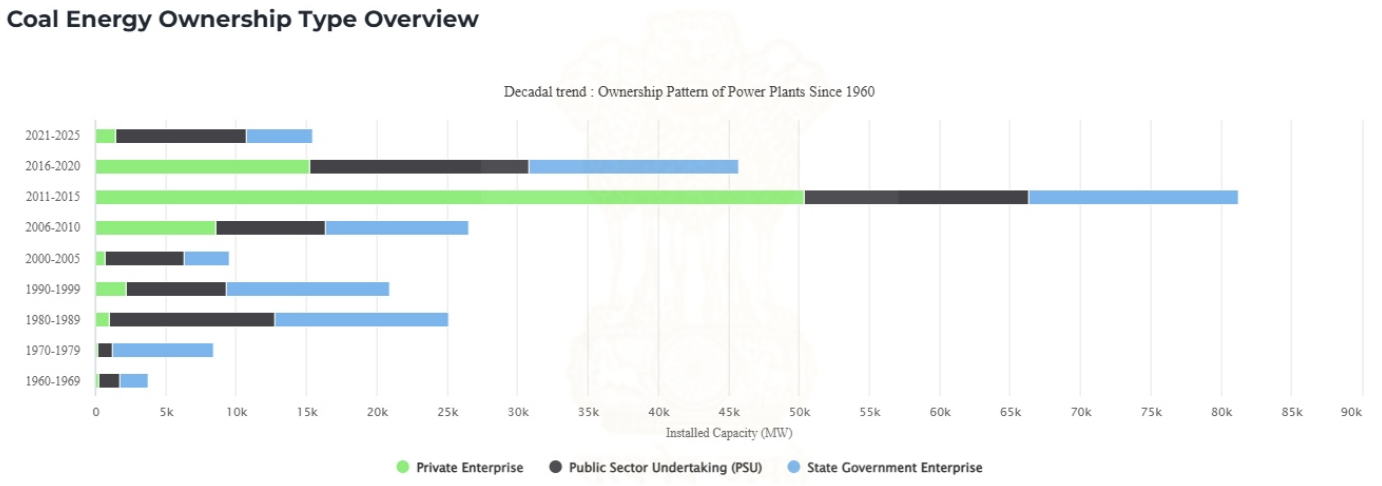 Coal Energy Ownership Type Overview
Decadal trend : Ownership Pattern of Power Plants Since 1960
2021-2025
2016-2020
2011-2015
2006-2010
2000-2005
1990-1999
1980-1989
1970-1979
1960-1969
0 5k 10k 15k 20k 25k 30k 35k 40k 45k 50k 55k 60k 65k 70k 75k 80k 85k 90k
Installed Capacity (MW)
Private Enterprise Public Sector Undertaking (PSU) State Government Enterprise